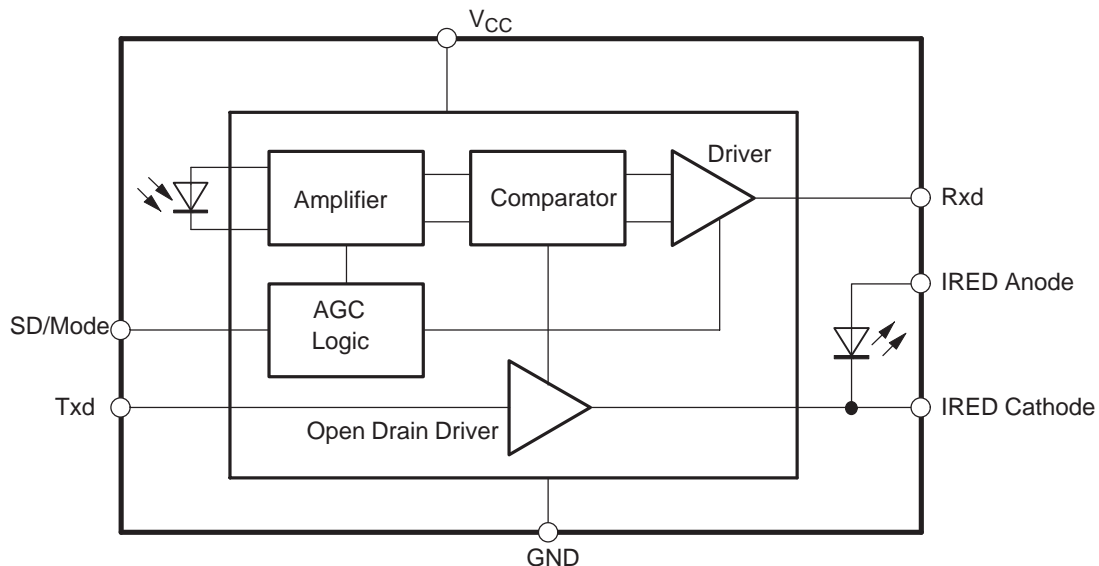 VCC
Driver
Amplifier
Comparator
Rxd
IRED Anode
AGC
Logic
SD/Mode
Txd
Open Drain Driver
IRED Cathode
GND